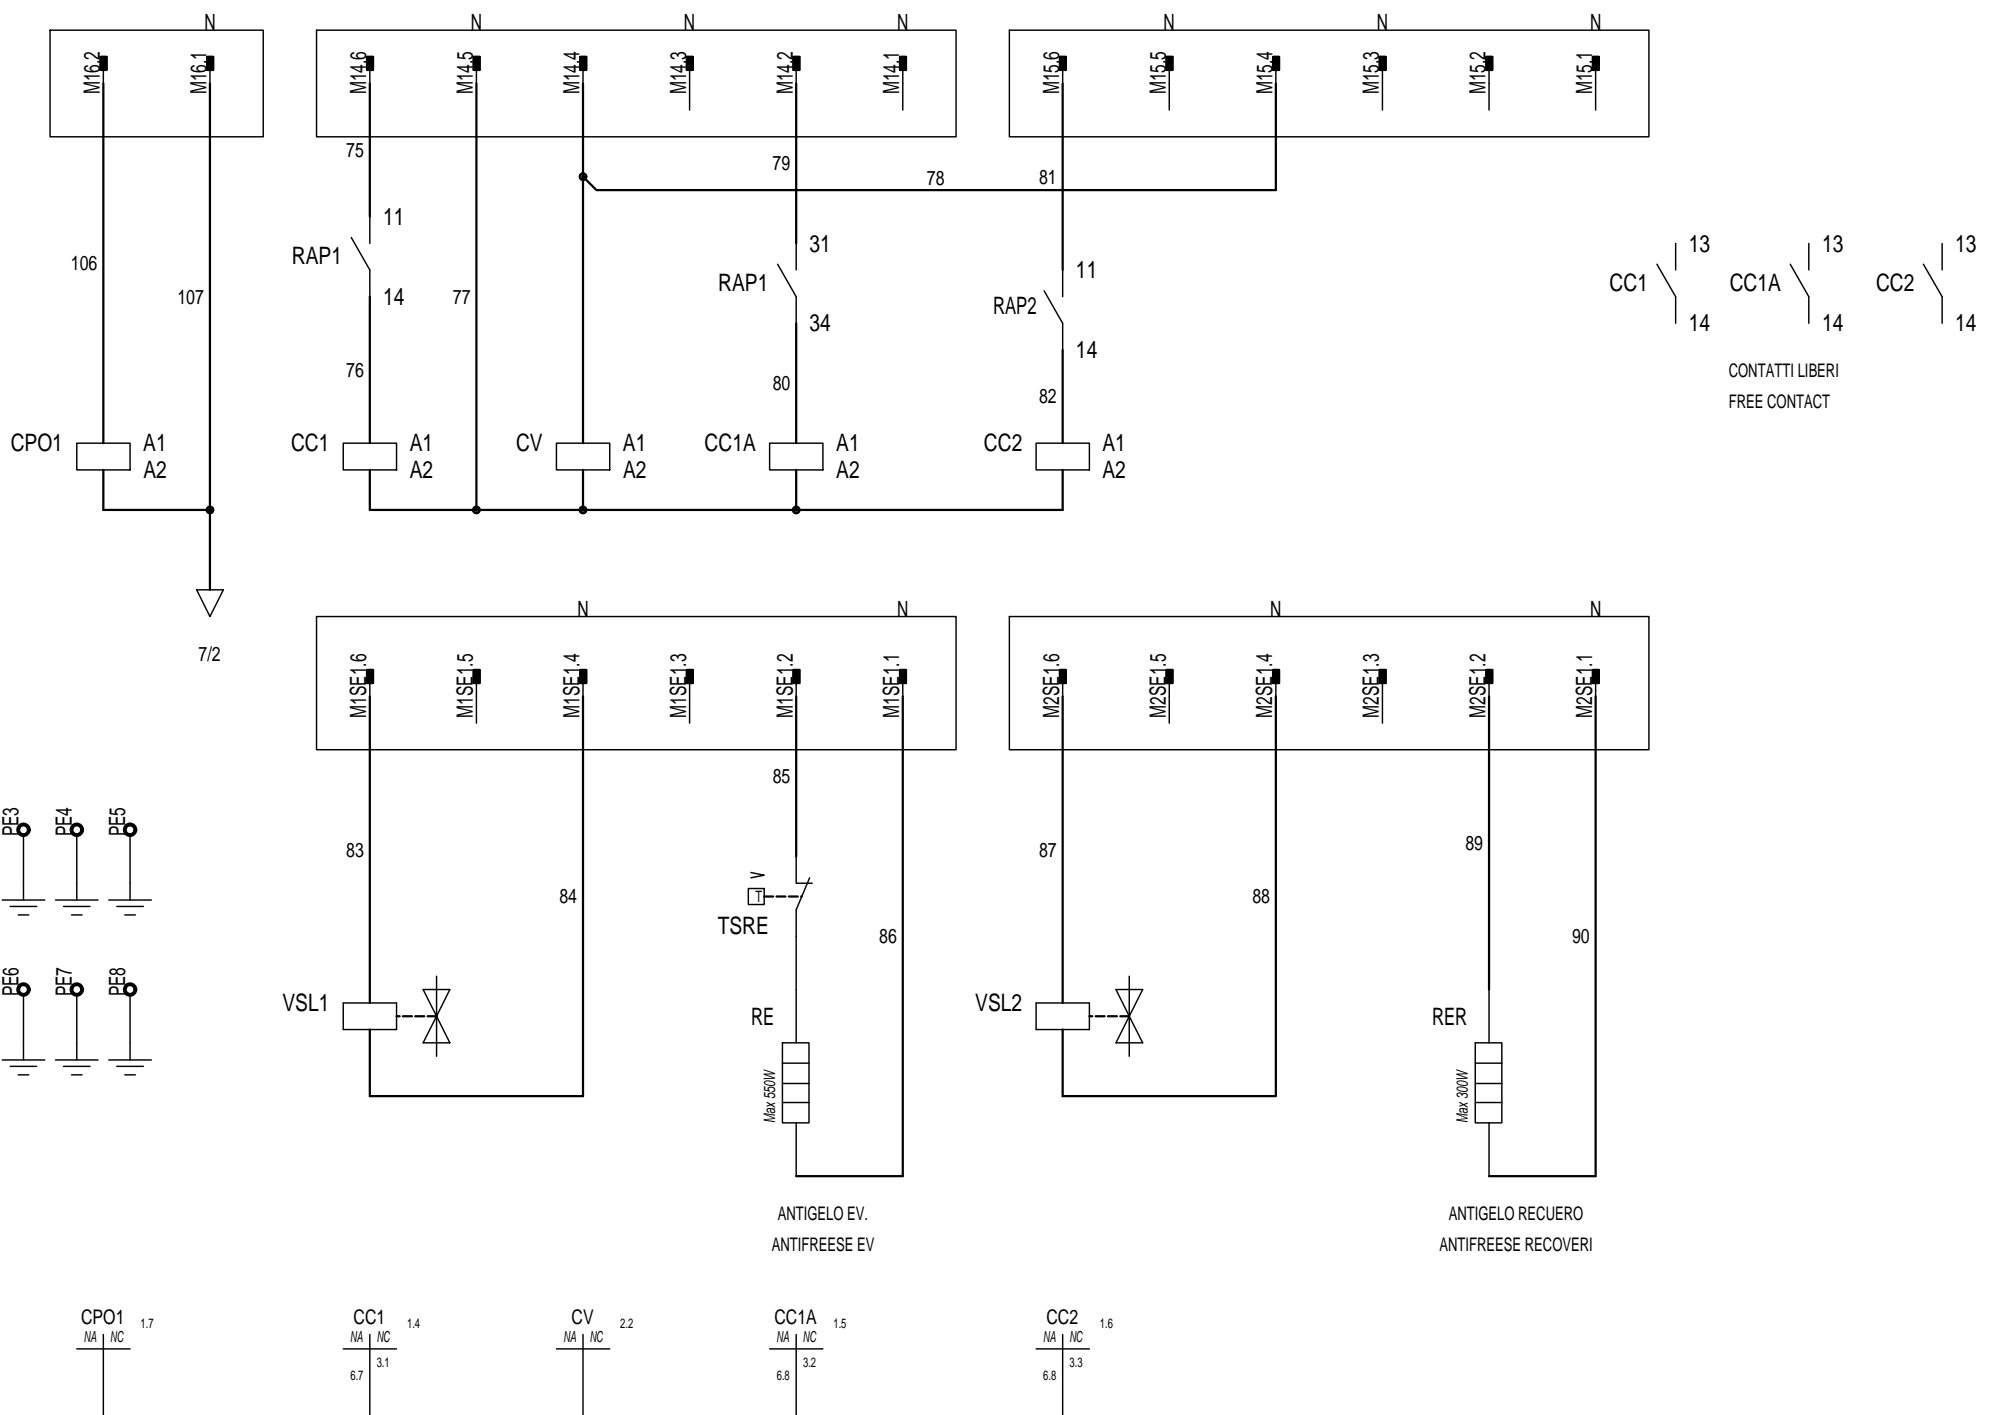 N N N N N N N
M16.2 M16.1 M14.6 M14.5 M14.4 M14.3 M14.2 M14.1 M15.6 M15.5 M15.4 M15.3 M15.2 M15.1
75 79 78 81
106 107 77
RAP1 11 14
RAP1 31 34
RAP2 11 14
CC1 13 14
CC1A 13 14
CC2 13 14
CONTATTI LIBERI
FREE CONTACT
76 80 82
CPO1 A1 A2
CC1 A1 A2
CV A1 A2
CC1A A1 A2
CC2 A1 A2
7/2
N N N N
M1SE1.6 M1SE1.5 M1SE1.4 M1SE1.3 M1SE1.2 M1SE1.1 M2SE1.6 M2SE1.5 M2SE1.4 M2SE1.3 M2SE1.2 M2SE1.1
PE3 PE4 PE5
PE6 PE7 PE8
83 84 85 86 87 88 89 90
V
T
TSRE
VSL1
RE
Max 550W
VSL2
RER
Max 300W
ANTIGELO EV.
ANTIFREESE EV
ANTIGELO RECUERO
ANTIFREESE RECOVERI
CPO1 1.7
NA NC
CC1 1.4
NA NC
3.1
6.7
CV 2.2
NA NC
CC1A 1.5
NA NC
3.2
6.8
CC2 1.6
NA NC
3.3
6.8